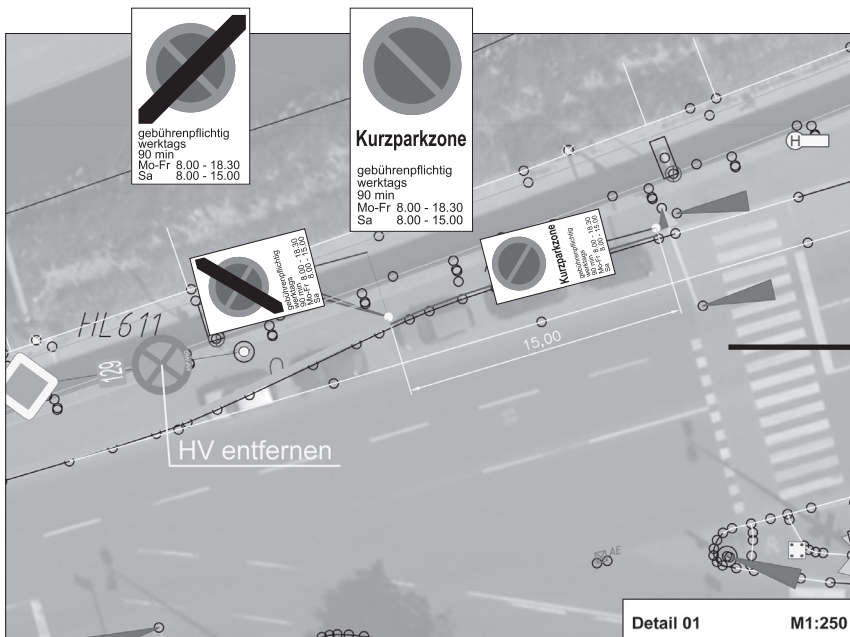 gebührenpflichtig
werktags
90 min
Mo-Fr 8.00 - 18.30
Sa 8.00 - 15.00
Kurzparkzone
gebührenpflichtig
werktags
90 min
Mo-Fr 8.00 - 18.30
Sa 8.00 - 15.00
H
gebührenpflichtig
werktags
90 min
Mo-Fr 8.00 - 18.30
Sa 8.00 - 15.00
Kurzparkzone
gebührenpflichtig
werktags
90 min
Mo-Fr 8.00 - 18.30
Sa 8.00 - 15.00
HL611
129
15,00
HV entfernen
AE
Detail 01 M1:250